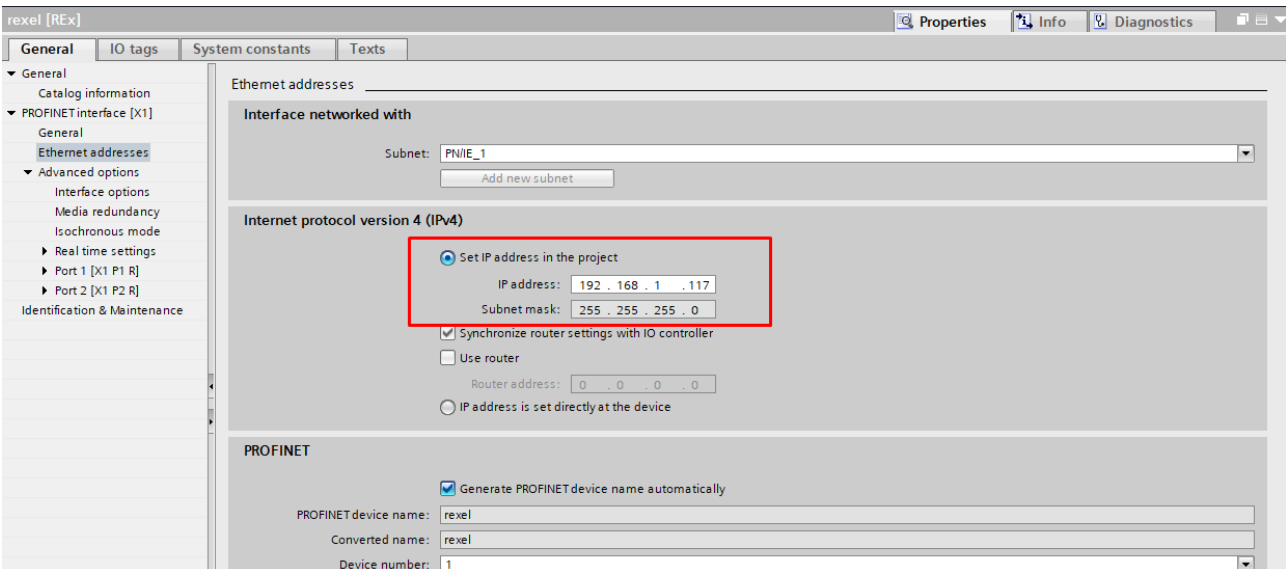 rexel [REx]
Properties
Info
Diagnostics
General
IO tags
System constants
Texts
General
Catalog information
PROFINET interface [X1]
General
Ethernet addresses
Advanced options
Interface options
Media redundancy
Isochronous mode
Real time settings
Port 1 [X1 P1 R]
Port 2 [X1 P2 R]
Identification & Maintenance
Ethernet addresses
Interface networked with
Subnet: PN/IE_1
Add new subnet
Internet protocol version 4 (IPv4)
Set IP address in the project
IP address: 192 . 168 . 1 . 117
Subnet mask: 255 . 255 . 255 . 0
Synchronize router settings with IO controller
Use router
Router address: 0 . 0 . 0 . 0
IP address is set directly at the device
PROFINET
Generate PROFINET device name automatically
PROFINET device name: rexel
Converted name: rexel
Device number: 1